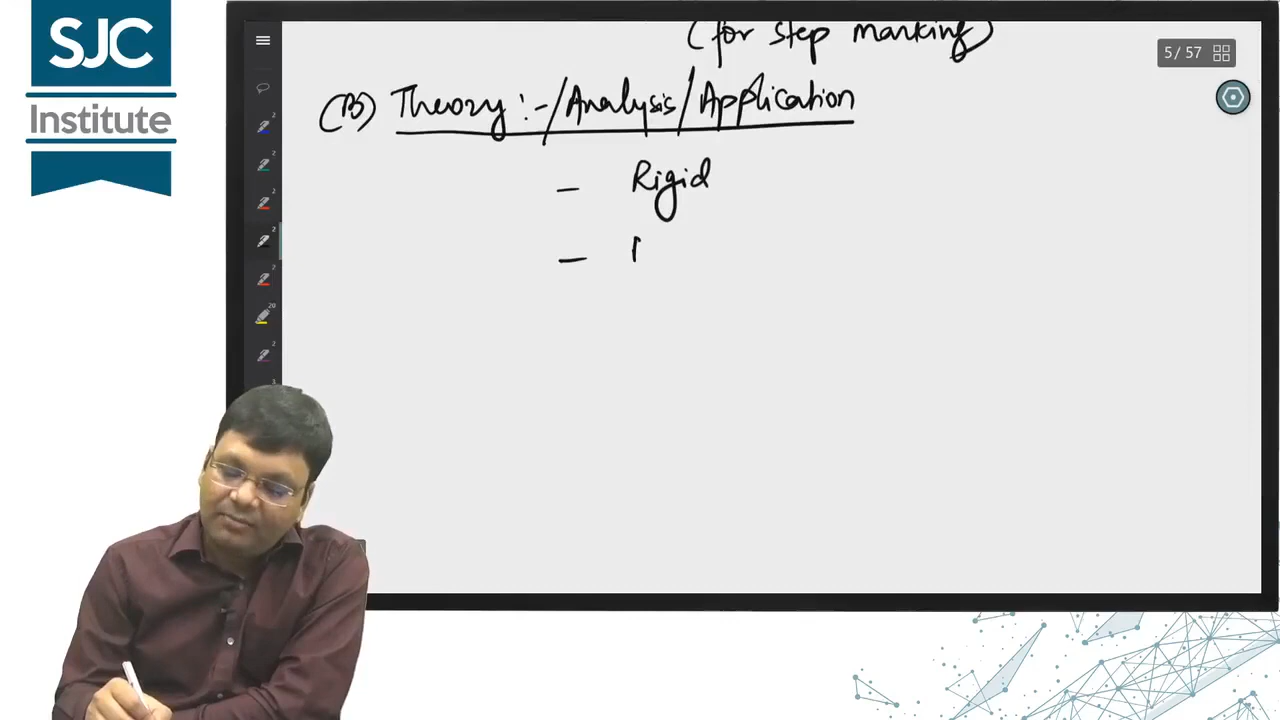 SJC
Institute
(for step marking)
5 / 57
(B) Theory :- /Analysis/Application
- Rigid
-